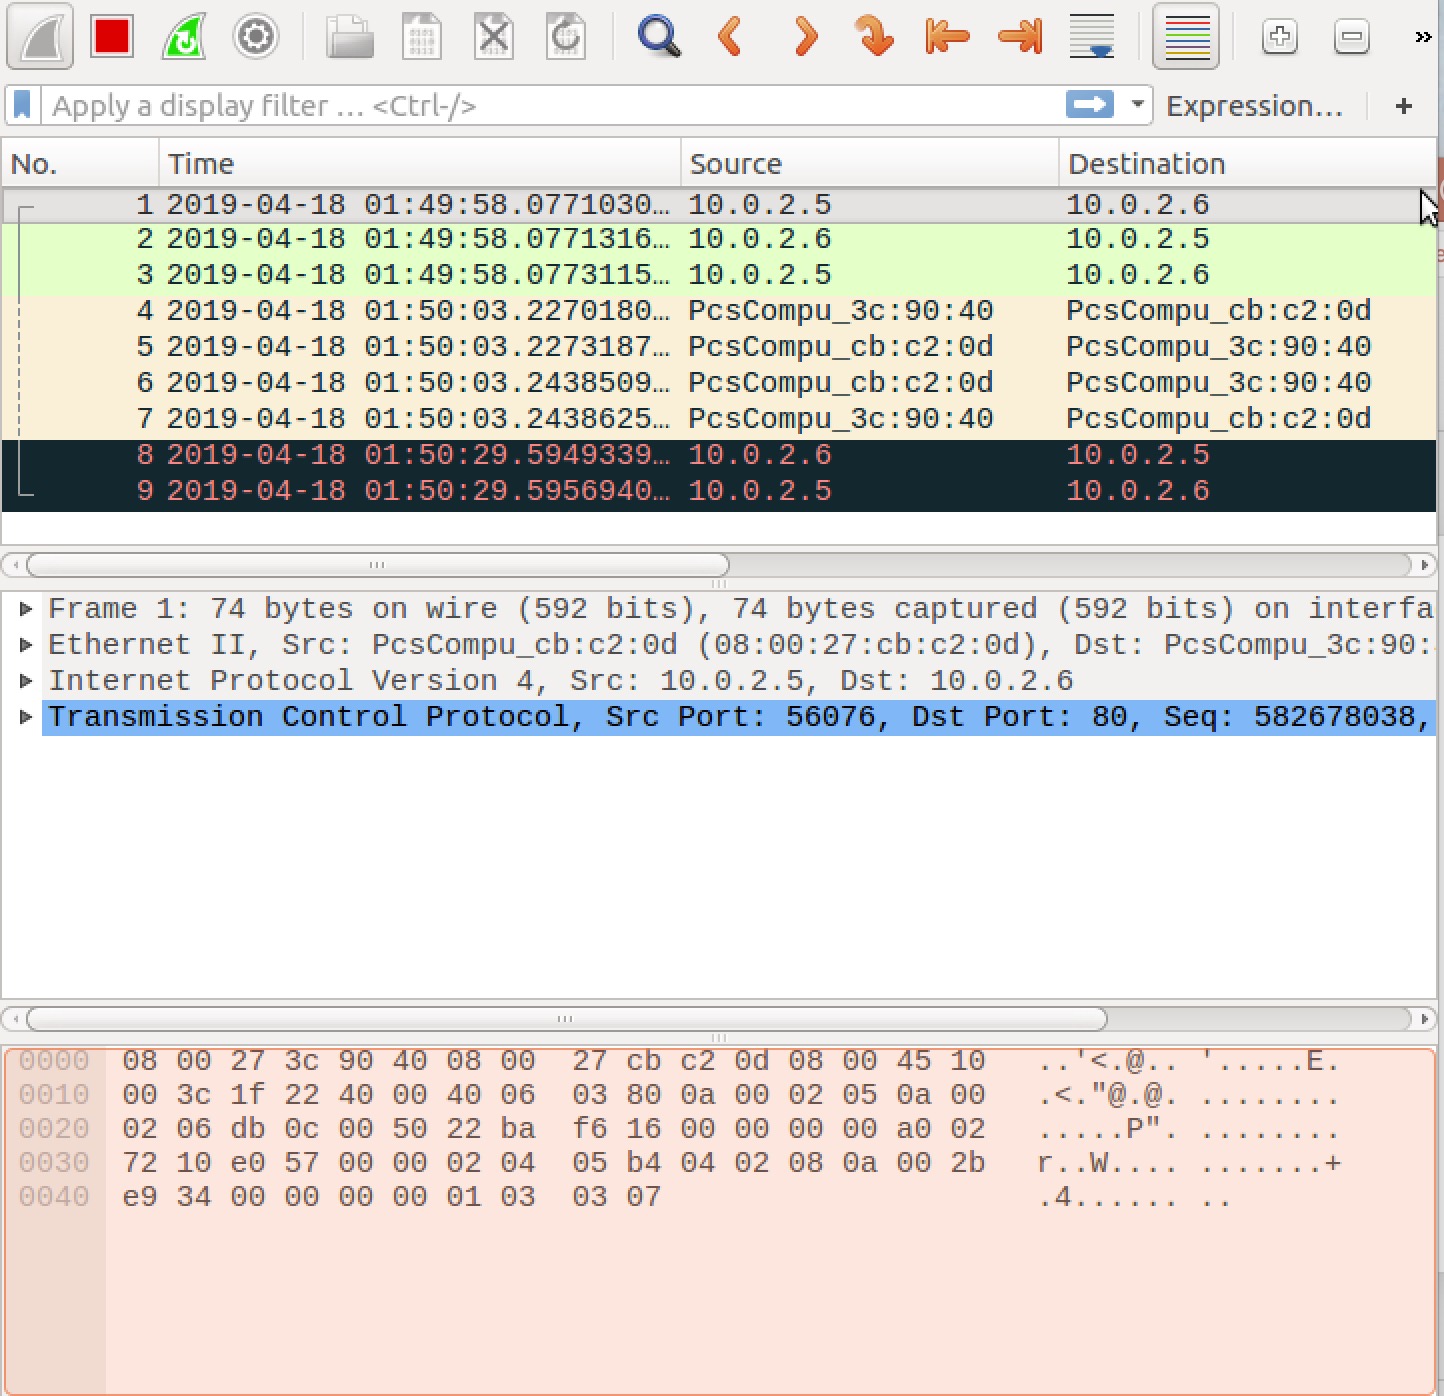 Apply a display filter … <Ctrl-/> Expression… +
No. Time Source Destination
1 2019-04-18 01:49:58.0771030… 10.0.2.5 10.0.2.6
2 2019-04-18 01:49:58.0771316… 10.0.2.6 10.0.2.5
3 2019-04-18 01:49:58.0773115… 10.0.2.5 10.0.2.6
4 2019-04-18 01:50:03.2270180… PcsCompu_3c:90:40 PcsCompu_cb:c2:0d
5 2019-04-18 01:50:03.2273187… PcsCompu_cb:c2:0d PcsCompu_3c:90:40
6 2019-04-18 01:50:03.2438509… PcsCompu_cb:c2:0d PcsCompu_3c:90:40
7 2019-04-18 01:50:03.2438625… PcsCompu_3c:90:40 PcsCompu_cb:c2:0d
8 2019-04-18 01:50:29.5949339… 10.0.2.6 10.0.2.5
9 2019-04-18 01:50:29.5956940… 10.0.2.5 10.0.2.6
Frame 1: 74 bytes on wire (592 bits), 74 bytes captured (592 bits) on interfa
Ethernet II, Src: PcsCompu_cb:c2:0d (08:00:27:cb:c2:0d), Dst: PcsCompu_3c:90:
Internet Protocol Version 4, Src: 10.0.2.5, Dst: 10.0.2.6
Transmission Control Protocol, Src Port: 56076, Dst Port: 80, Seq: 582678038,
0000 08 00 27 3c 90 40 08 00 27 cb c2 0d 08 00 45 10 ..'<.@.. '.....E.
0010 00 3c 1f 22 40 00 40 06 03 80 0a 00 02 05 0a 00 .<."@.@. ........
0020 02 06 db 0c 00 50 22 ba f6 16 00 00 00 00 a0 02 .....P". ........
0030 72 10 e0 57 00 00 02 04 05 b4 04 02 08 0a 00 2b r..W.... .......+
0040 e9 34 00 00 00 00 01 03 03 07 .4...... ..